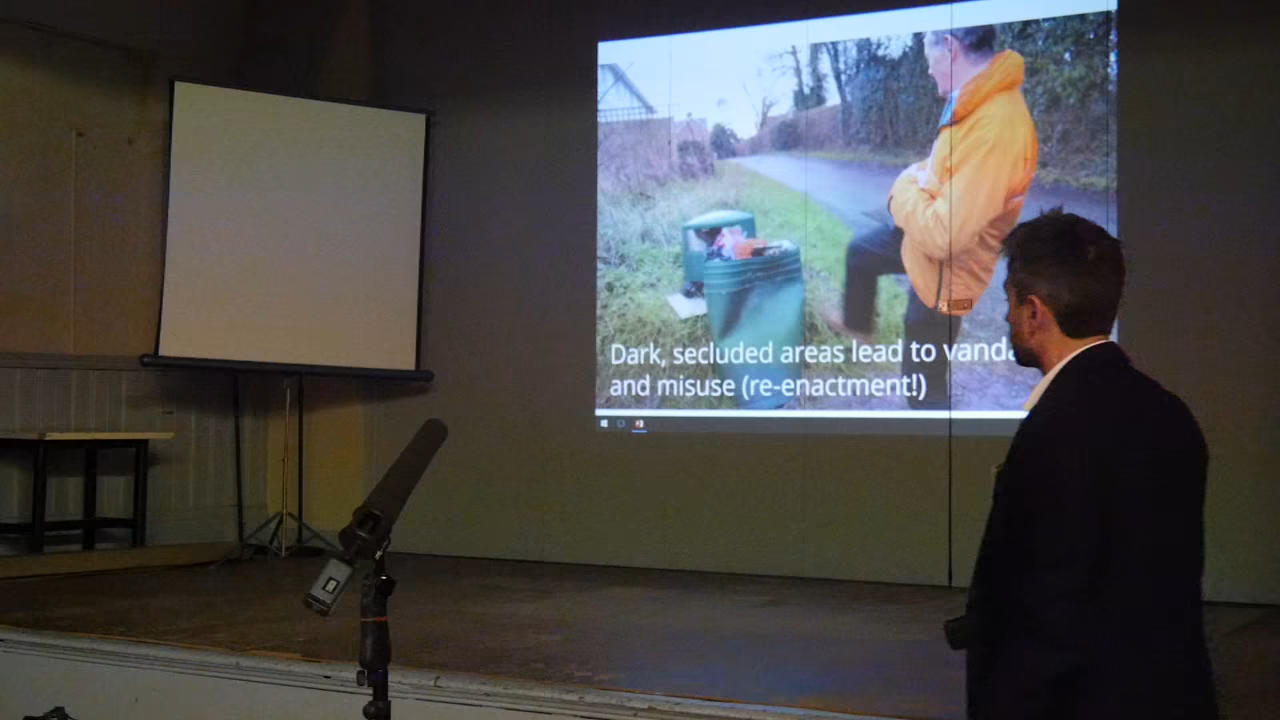 Dark, secluded areas lead to
and misuse (re-enactment!)